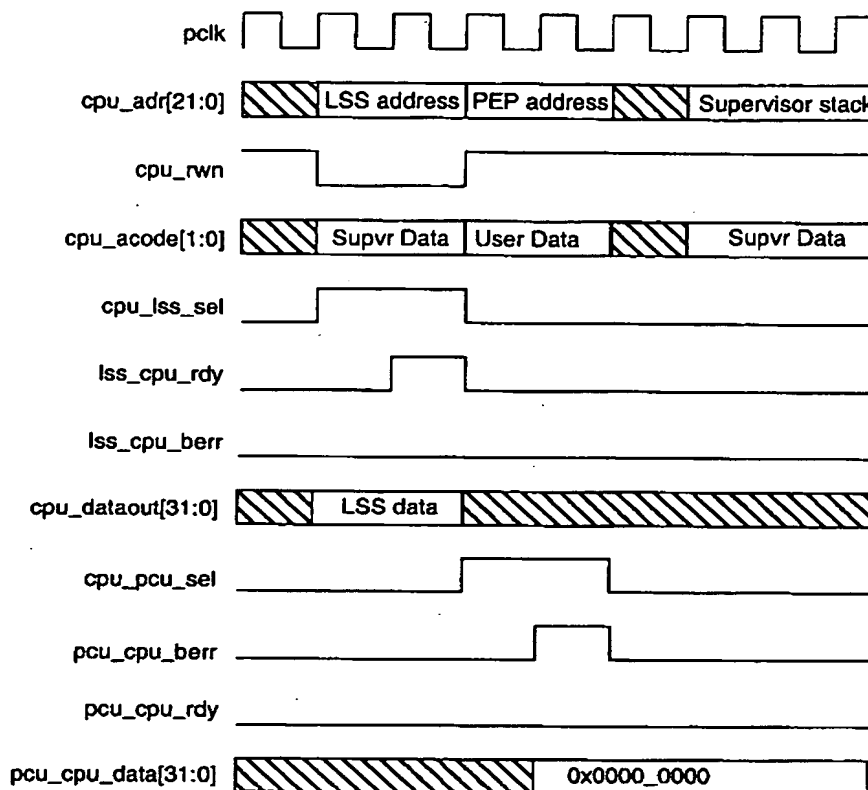 pclk
cpu_adr[21:0] LSS address PEP address Supervisor stack
cpu_rwn
cpu_acode[1:0] Supvr Data User Data Supvr Data
cpu_lss_sel
lss_cpu_rdy
lss_cpu_berr
cpu_dataout[31:0] LSS data
cpu_pcu_sel
pcu_cpu_berr
pcu_cpu_rdy
pcu_cpu_data[31:0] 0x0000_0000